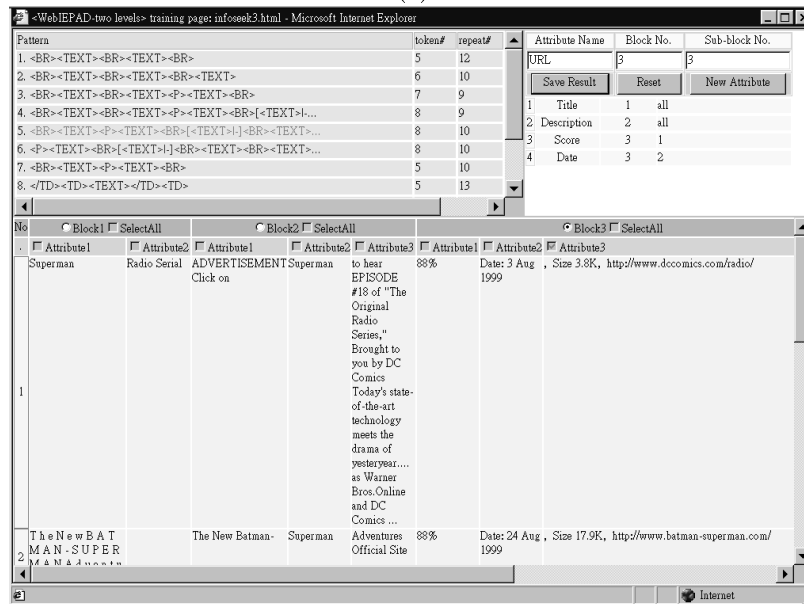 <WebIEPAD-two levels> training page: infoseek3.html - Microsoft Internet Explorer
Pattern token# repeat#
1. <BR><TEXT><BR><TEXT><BR> 5 12
2. <BR><TEXT><BR><TEXT><BR><TEXT> 6 10
3. <BR><TEXT><BR><TEXT><P><TEXT><BR> 7 9
4. <BR><TEXT><BR><TEXT><P><TEXT><BR>[<TEXT>|-... 8 9
5. <BR><TEXT><P><TEXT><BR>[<TEXT>|-]<BR><TEXT>... 8 10
6. <P><TEXT><BR>[<TEXT>|-]<BR><TEXT><BR><TEXT>... 8 10
7. <BR><TEXT><P><TEXT><BR> 5 10
8. </TD><TD><TEXT></TD><TD> 5 13
Attribute Name Block No. Sub-block No.
URL 3 3
Save Result Reset New Attribute
1 Title 1 all
2 Description 2 all
3 Score 3 1
4 Date 3 2
No Block1 SelectAll Block2 SelectAll Block3 SelectAll
. Attribute1 Attribute2 Attribute1 Attribute2 Attribute3 Attribute1 Attribute2 Attribute3
1
Superman
Radio Serial
ADVERTISEMENT
Click on
Superman
to hear
EPISODE
#18 of "The
Original
Radio
Series,"
Brought to
you by DC
Comics
Today's state-
of-the-art
technology
meets the
drama of
yesteryear....
as Warner
Bros.Online
and DC
Comics ...
88%
Date: 3 Aug
1999
, Size 3.8K, http://www.dccomics.com/radio/
2
T h e N e w B A T
M A N - S U P E R
The New Batman-
Superman
Adventures
Official Site
88%
Date: 24 Aug
1999
, Size 17.9K, http://www.batman-superman.com/
Internet